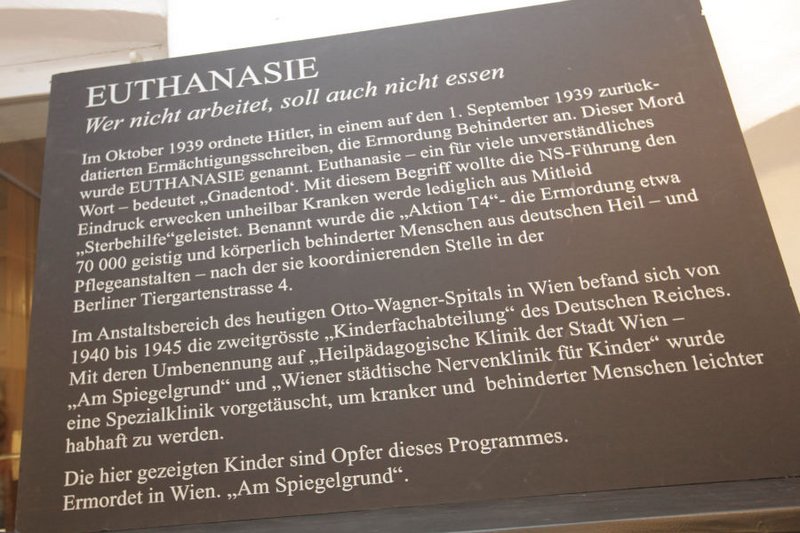 EUTHANASIE
Wer nicht arbeitet, soll auch nicht essen
Im Oktober 1939 ordnete Hitler, in einem auf den 1. September 1939 zurück-
datierten Ermächtigungsschreiben, die Ermordung Behinderter an. Dieser Mord
wurde EUTHANASIE genannt. Euthanasie – ein für viele unverständliches
Wort – bedeutet „Gnadentod‘. Mit diesem Begriff wollte die NS-Führung den
Eindruck erwecken unheilbar Kranken werde lediglich aus Mitleid
„Sterbehilfe“geleistet. Benannt wurde die „Aktion T4“- die Ermordung etwa
70 000 geistig und körperlich behinderter Menschen aus deutschen Heil – und
Pflegeanstalten – nach der sie koordinierenden Stelle in der
Berliner Tiergartenstrasse 4.
Im Anstaltsbereich des heutigen Otto-Wagner-Spitals in Wien befand sich von
1940 bis 1945 die zweitgrösste „Kinderfachabteilung“ des Deutschen Reiches.
Mit deren Umbenennung auf „Heilpädagogische Klinik der Stadt Wien –
„Am Spiegelgrund“ und „Wiener städtische Nervenklinik für Kinder“ wurde
eine Spezialklinik vorgetäuscht, um kranker und behinderter Menschen leichter
habhaft zu werden.
Die hier gezeigten Kinder sind Opfer dieses Programmes.
Ermordet in Wien. „Am Spiegelgrund“.